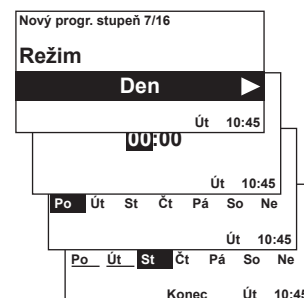 Nový progr. stupeň 7/16
Režim
Den
Út 10:45
00:00
Út 10:45
Po Út St Čt Pá So Ne
Út 10:45
Po Út St Čt Pá So Ne
Konec Út 10:45